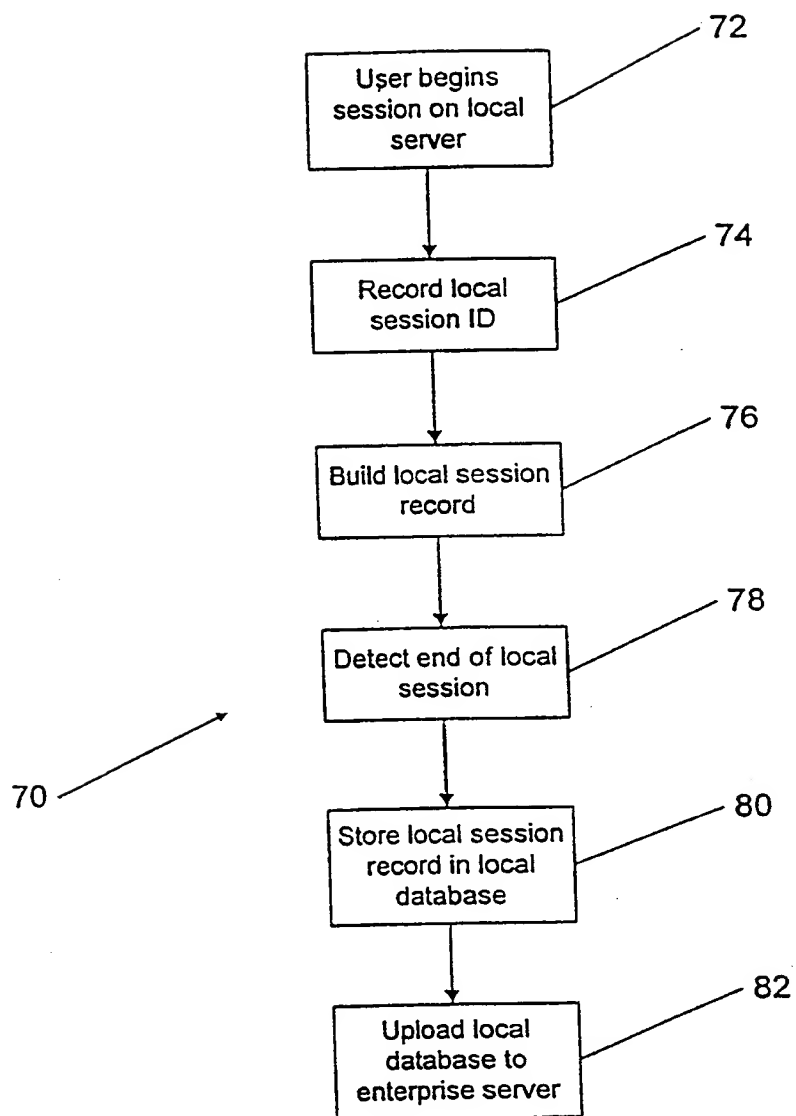 72
User begins
session on local
server
74
Record local
session ID
76
Build local session
record
78
Detect end of local
session
70
80
Store local session
record in local
database
82
Upload local
database to
enterprise server